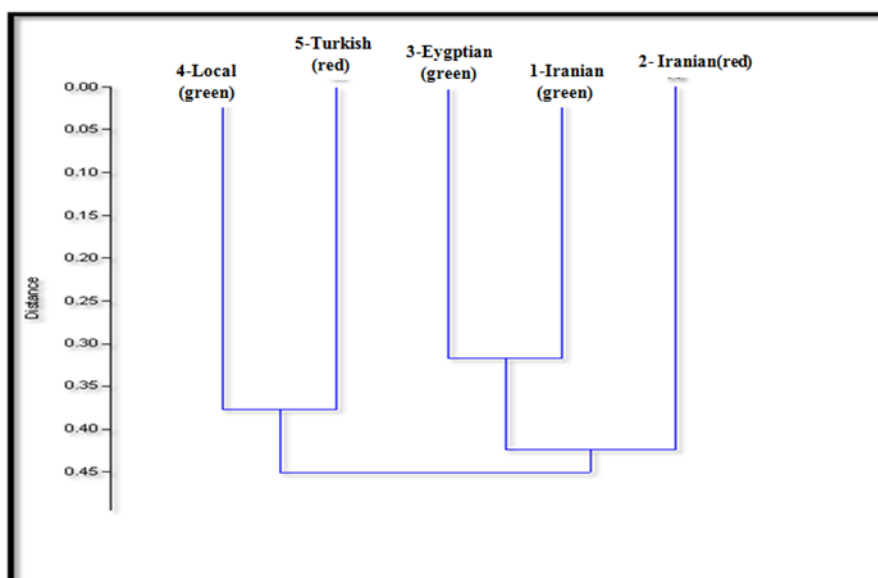 4-Local
(green)
5-Turkish
(red)
3-Eygptian
(green)
1-Iranian
(green)
2- Iranian(red)
0.00
0.05
0.10
0.15
0.20
0.25
0.30
0.35
0.40
0.45
Distance